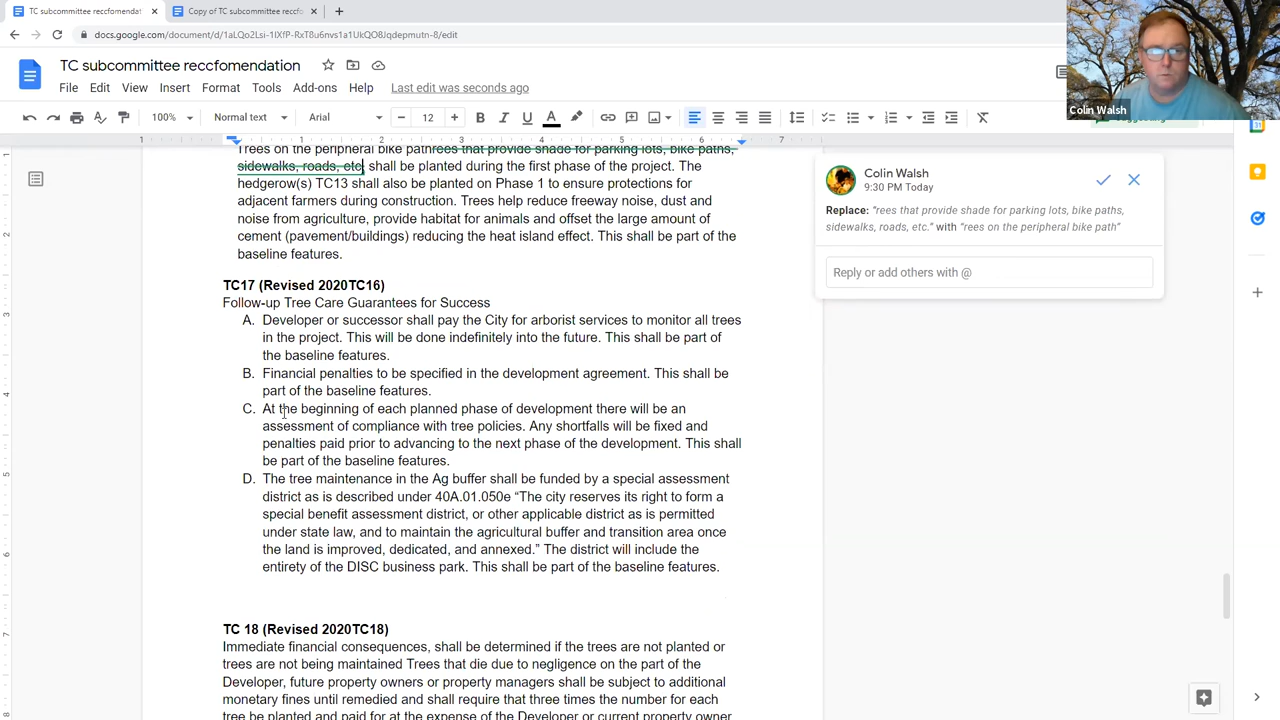 TC subcommittee reccfomendat
Copy of TC subcommittee reccfo
docs.google.com/document/d/1aLQo2Lsi-1IXfP-RxT8u6nvs1a1UkQO8Jqdepmutn-8/edit
TC subcommittee reccfomendation
File Edit View Insert Format Tools Add-ons Help Last edit was seconds ago
100% Normal text Arial 12
Colin Walsh
Trees on the peripheral bike pathrees that provide shade for parking lots, bike paths,
sidewalks, roads, etc. shall be planted during the first phase of the project. The
hedgerow(s) TC13 shall also be planted on Phase 1 to ensure protections for
adjacent farmers during construction. Trees help reduce freeway noise, dust and
noise from agriculture, provide habitat for animals and offset the large amount of
cement (pavement/buildings) reducing the heat island effect. This shall be part of the
baseline features.
TC17 (Revised 2020TC16)
Follow-up Tree Care Guarantees for Success
A. Developer or successor shall pay the City for arborist services to monitor all trees
in the project. This will be done indefinitely into the future. This shall be part of
the baseline features.
B. Financial penalties to be specified in the development agreement. This shall be
part of the baseline features.
C. At the beginning of each planned phase of development there will be an
assessment of compliance with tree policies. Any shortfalls will be fixed and
penalties paid prior to advancing to the next phase of the development. This shall
be part of the baseline features.
D. The tree maintenance in the Ag buffer shall be funded by a special assessment
district as is described under 40A.01.050e “The city reserves its right to form a
special benefit assessment district, or other applicable district as is permitted
under state law, and to maintain the agricultural buffer and transition area once
the land is improved, dedicated, and annexed.” The district will include the
entirety of the DISC business park. This shall be part of the baseline features.
TC 18 (Revised 2020TC18)
Immediate financial consequences, shall be determined if the trees are not planted or
trees are not being maintained Trees that die due to negligence on the part of the
Developer, future property owners or property managers shall be subject to additional
monetary fines until remedied and shall require that three times the number for each
tree be planted and paid for at the expense of the Developer or current property owner
Colin Walsh
9:30 PM Today
Replace: “rees that provide shade for parking lots, bike paths,
sidewalks, roads, etc.” with “rees on the peripheral bike path”
Reply or add others with @